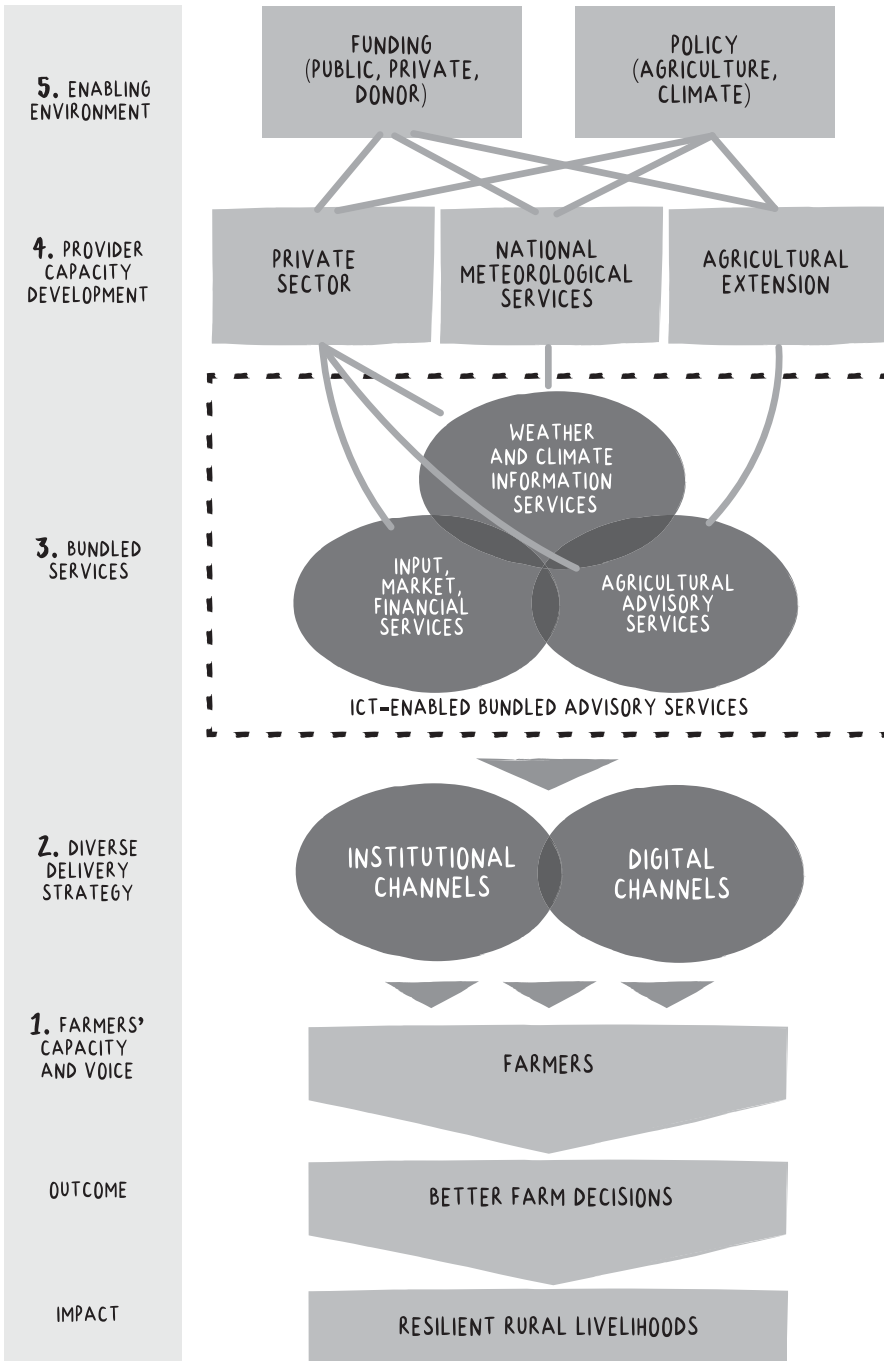 5. ENABLING
ENVIRONMENT
FUNDING
(PUBLIC, PRIVATE,
DONOR)
POLICY
(AGRICULTURE,
CLIMATE)
4. PROVIDER
CAPACITY
DEVELOPMENT
PRIVATE
SECTOR
NATIONAL
METEOROLOGICAL
SERVICES
AGRICULTURAL
EXTENSION
3. BUNDLED
SERVICES
WEATHER
AND CLIMATE
INFORMATION
SERVICES
INPUT,
MARKET,
FINANCIAL
SERVICES
AGRICULTURAL
ADVISORY
SERVICES
ICT-ENABLED BUNDLED ADVISORY SERVICES
2. DIVERSE
DELIVERY
STRATEGY
INSTITUTIONAL
CHANNELS
DIGITAL
CHANNELS
1. FARMERS'
CAPACITY
AND VOICE
FARMERS
OUTCOME
BETTER FARM DECISIONS
IMPACT
RESILIENT RURAL LIVELIHOODS